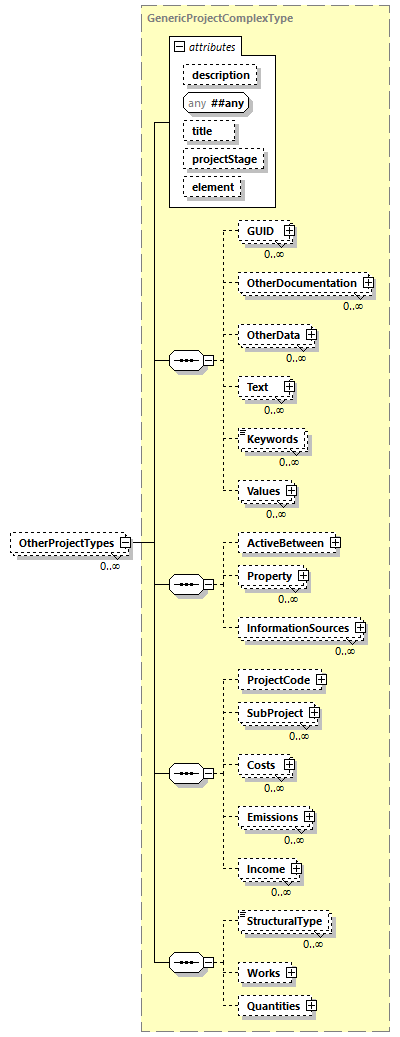 GenericProjectComplexType
attributes
description
any ##any
title
projectStage
element
GUID
0..∞
OtherDocumentation
0..∞
OtherData
0..∞
Text
0..∞
Keywords
0..∞
Values
0..∞
OtherProjectTypes
0..∞
ActiveBetween
Property
0..∞
InformationSources
0..∞
ProjectCode
SubProject
0..∞
Costs
0..∞
Emissions
0..∞
Income
0..∞
StructuralType
0..∞
Works
Quantities